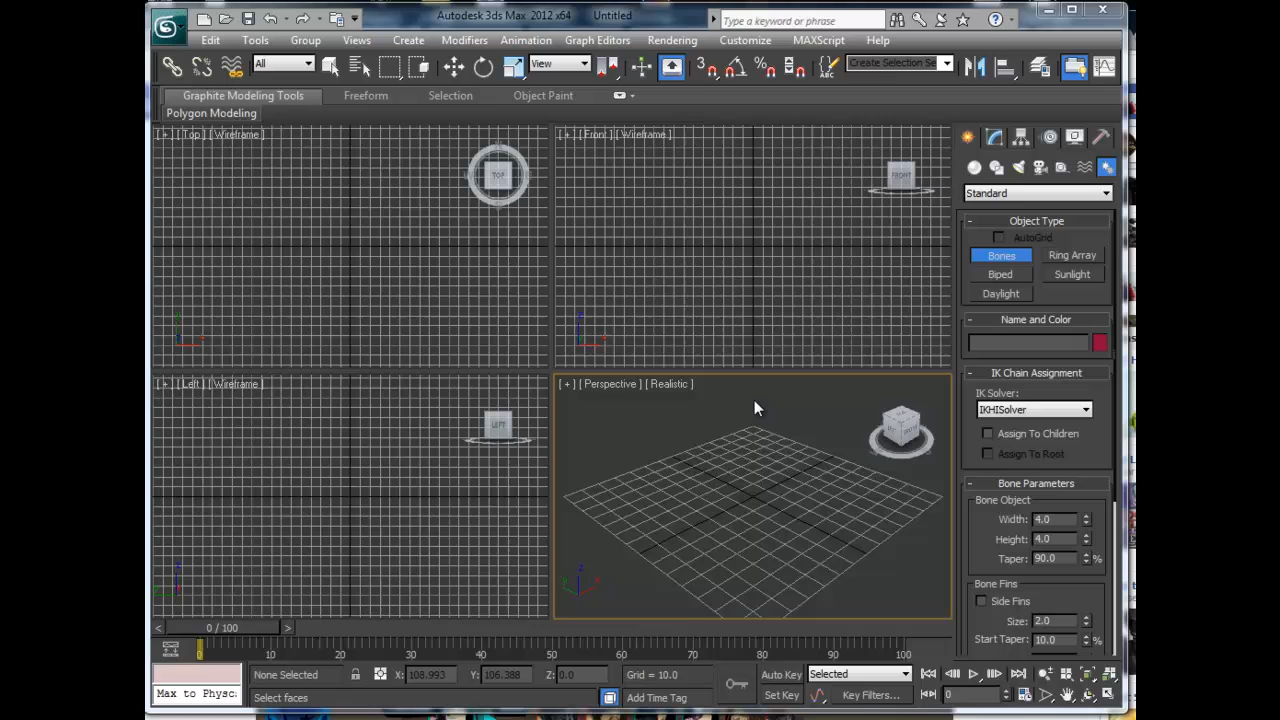 Autodesk 3ds Max 2012 x64 Untitled
Type a keyword or phrase
Edit Tools Group Views Create Modifiers Animation Graph Editors Rendering Customize MAXScript Help
All View 3 Create Selection Se
Graphite Modeling Tools Freeform Selection Object Paint
Polygon Modeling
[ + ] [ Top ] [ Wireframe ]
[ + ] [ Front ] [ Wireframe ]
TOP
FRONT
Standard
- Object Type
AutoGrid
Bones Ring Array
Biped Sunlight
Daylight
- Name and Color
- IK Chain Assignment
IK Solver:
IKHISolver
Assign To Children
Assign To Root
[ + ] [ Left ] [ Wireframe ]
[ + ] [ Perspective ] [ Realistic ]
LEFT
- Bone Parameters
Bone Object
Width: 4.0
Height: 4.0
Taper: 90.0 %
Bone Fins
Side Fins
Size: 2.0
Start Taper: 10.0 %
< 0 / 100 >
0 10 20 30 40 50 60 70 80 90 100
None Selected X: 108.993 Y: 106.388 Z: 0.0 Grid = 10.0 Auto Key Selected
Max to Physc: Select faces Add Time Tag Set Key Key Filters... 0